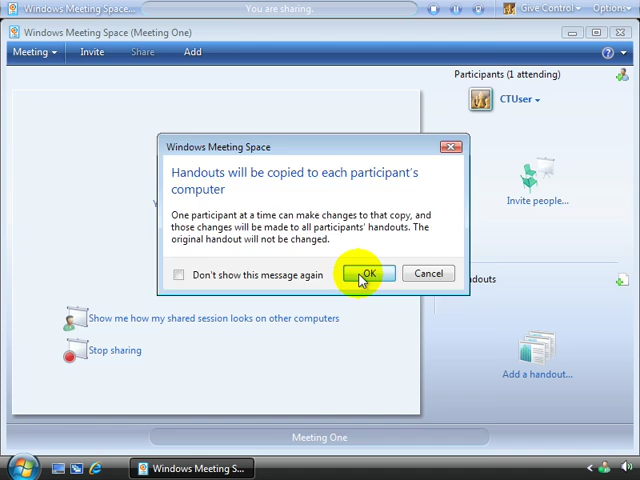 Windows Meeting Space...
You are sharing.
Give Control
Options
Windows Meeting Space (Meeting One)
Meeting
Invite
Share
Add
Participants (1 attending)
CTUser
Windows Meeting Space
Handouts will be copied to each participant's
computer
One participant at a time can make changes to that copy, and
those changes will be made to all participants' handouts. The
original handout will not be changed.
Don't show this message again
OK
Cancel
Invite people...
Show me how my shared session looks on other computers
Stop sharing
Add a handout...
Meeting One
Windows Meeting S...